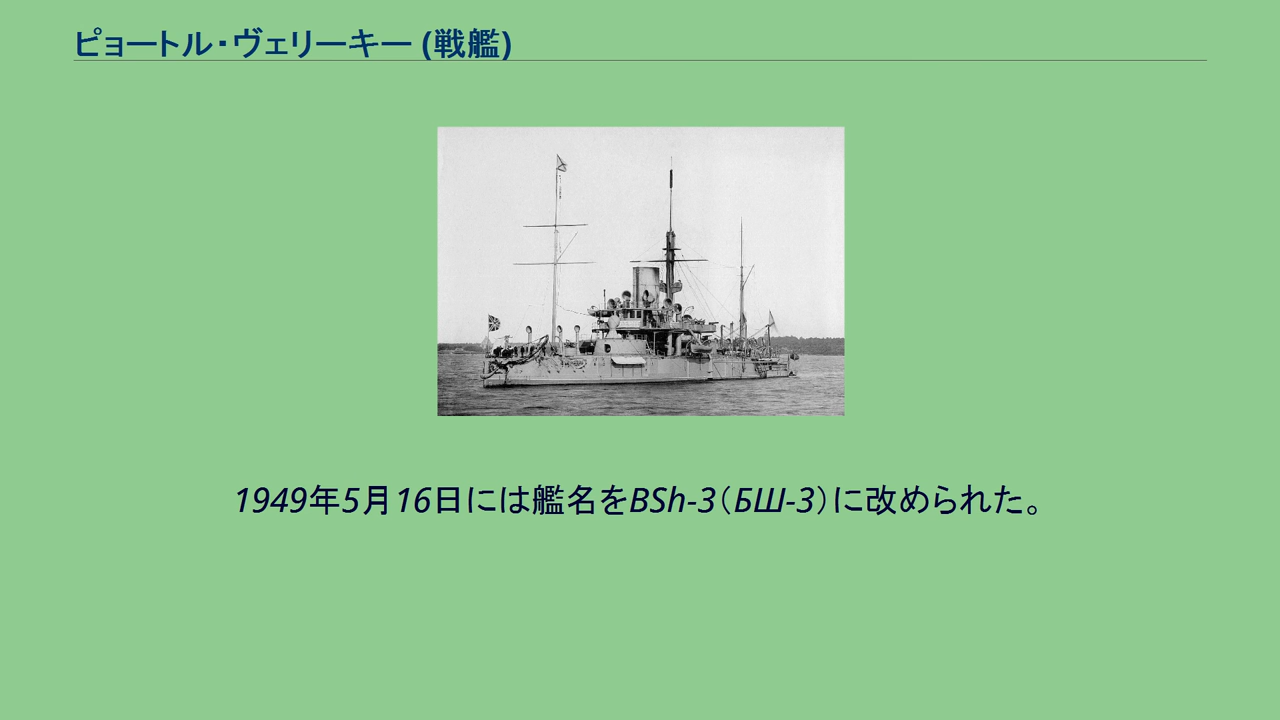 ピョートル・ヴェリーキー (戦艦)
1949年5月16日には艦名をBSh-3（БШ-3）に改められた。